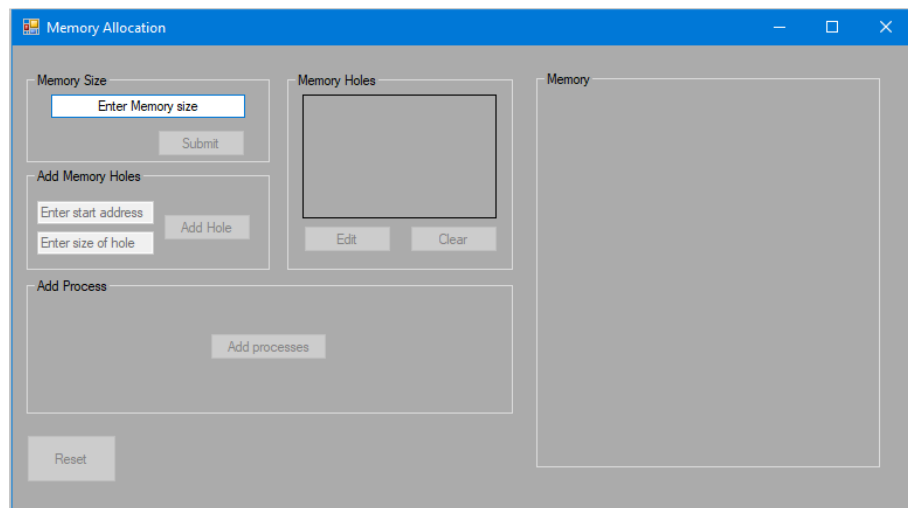 Memory Allocation
Memory Size
Enter Memory size
Submit
Add Memory Holes
Enter start address
Enter size of hole
Add Hole
Memory Holes
Edit
Clear
Add Process
Add processes
Reset
Memory